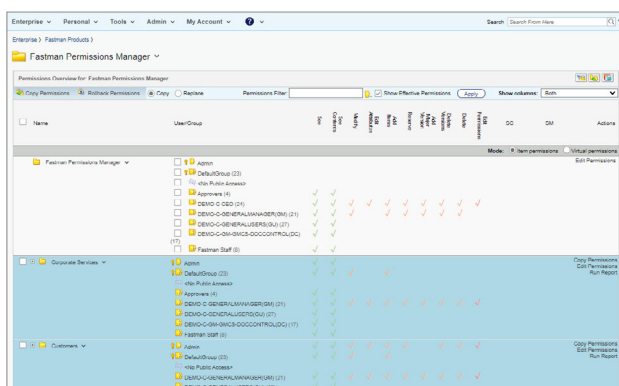 Enterprise Personal Tools Admin My Account ?
Search Search From Here
Enterprise > Fastman Products >
Fastman Permissions Manager
Permissions Overview for: Fastman Permissions Manager
Copy Permissions Rollback Permissions Copy Replace Permissions Filter Show Effective Permissions Apply Show columns: Both
Name User/Group See See Contents Modify Edit Attributes Add Items Reserve Add Major Version Delete Versions Delete Edit Permissions GC GM Actions
Mode: Item permissions Virtual permissions
Fastman Permissions Manager Admin Edit Permissions
DefaultGroup (23)
<No Public Access>
Approvers (4)
DEMO C CEO (24)
DEMO-C-GENERALMANAGER(GM) (21)
DEMO-C-GENERALUSERS(GU) (27)
DEMO-C-GM-GMCS-DOCCONTROL(DC)
(17)
Fastman Staff (8)
Corporate Services Admin Copy Permissions
DefaultGroup (23) Edit Permissions
<No Public Access> Run Report
Approvers (4)
DEMO-C-GENERALMANAGER(GM) (21)
DEMO-C-GENERALUSERS(GU) (27)
DEMO-C-GM-GMCS-DOCCONTROL(DC) (17)
Fastman Staff (8)
Customers Admin Copy Permissions
DefaultGroup (23) Edit Permissions
<No Public Access> Run Report
DEMO-C-GENERALMANAGER(GM) (21)